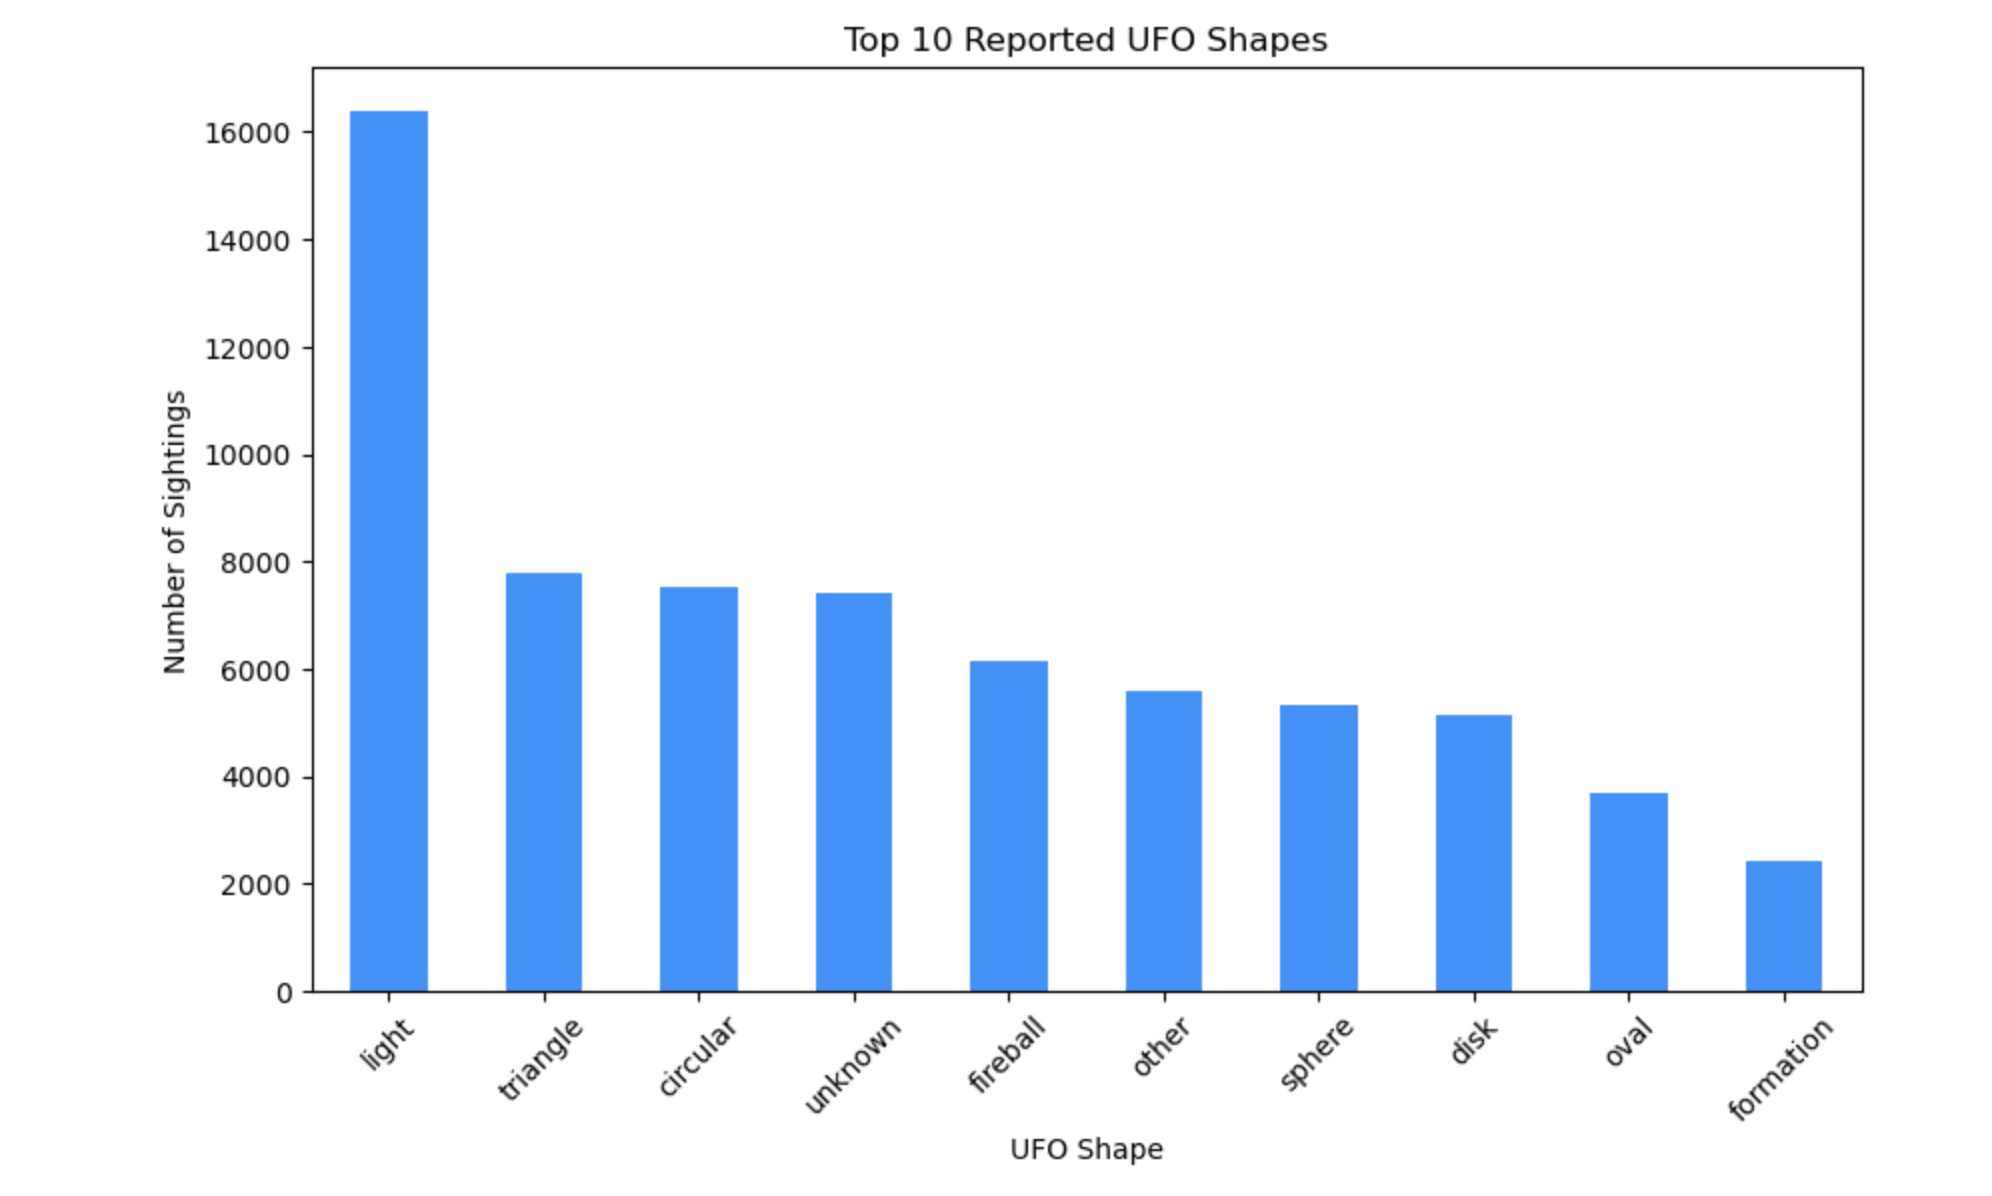 Top 10 Reported UFO Shapes
Number of Sightings
16000
14000
12000
10000
8000
6000
4000
2000
0
light
triangle
circular
unknown
fireball
other
sphere
disk
oval
formation
UFO Shape